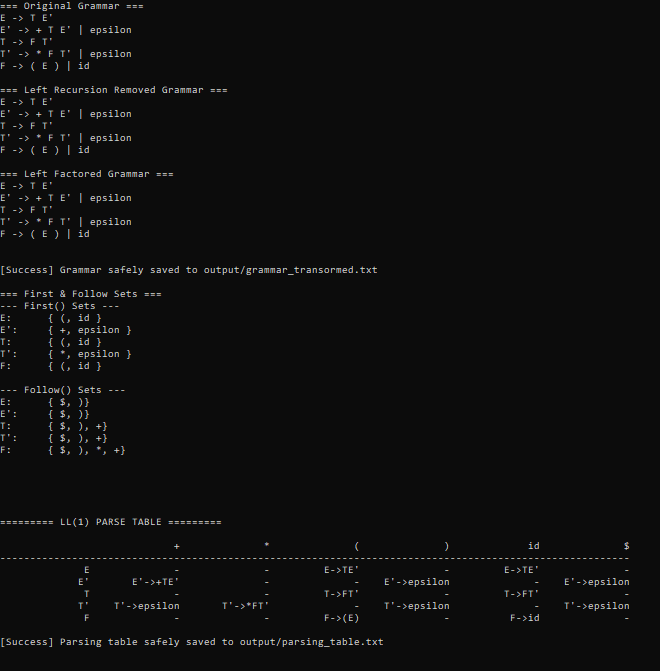 === Original Grammar ===
E -> T E'
E' -> + T E' | epsilon
T -> F T'
T' -> * F T' | epsilon
F -> ( E ) | id
=== Left Recursion Removed Grammar ===
E -> T E'
E' -> + T E' | epsilon
T -> F T'
T' -> * F T' | epsilon
F -> ( E ) | id
=== Left Factored Grammar ===
E -> T E'
E' -> + T E' | epsilon
T -> F T'
T' -> * F T' | epsilon
F -> ( E ) | id
[Success] Grammar safely saved to output/grammar_transormed.txt
=== First & Follow Sets ===
--- First() Sets ---
E:      { (, id }
E':     { +, epsilon }
T:      { (, id }
T':     { *, epsilon }
F:      { (, id }
--- Follow() Sets ---
E:      { $, )}
E':     { $, )}
T:      { $, ), +}
T':     { $, ), +}
F:      { $, ), *, +}
========= LL(1) PARSE TABLE =========
+ * ( ) id $
---------------------------------------------------------------------------------------------------------
E - - E->TE' - E->TE' -
E' E'->+TE' - - E'->epsilon - E'->epsilon
T - - T->FT' - T->FT' -
T' T'->epsilon T'->*FT' - T'->epsilon - T'->epsilon
F - - F->(E) - F->id -
[Success] Parsing table safely saved to output/parsing_table.txt